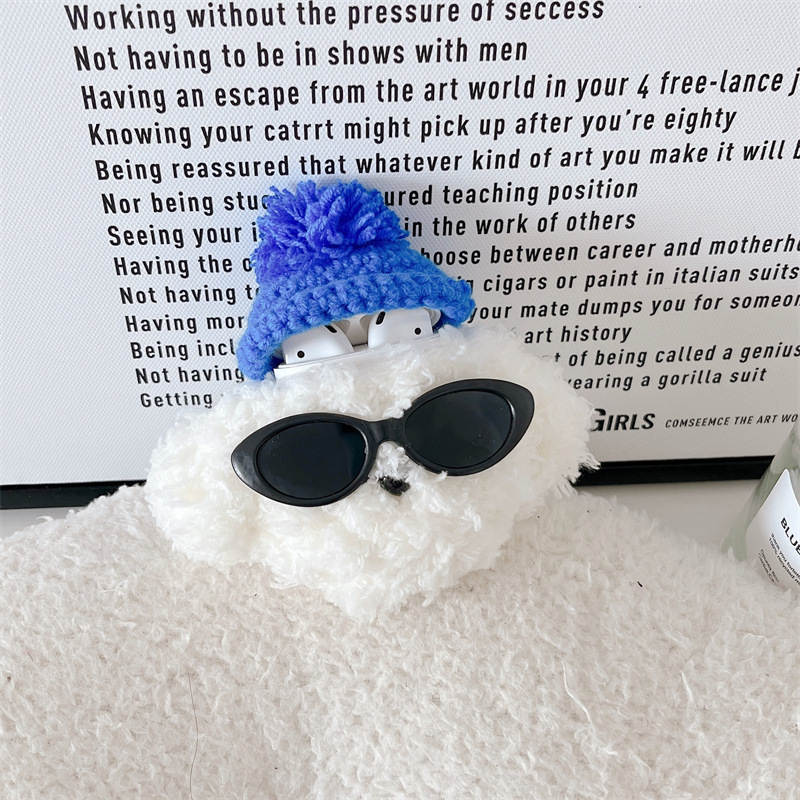 Working without the pressure of seccess
Not having to be in shows with men
Having an escape from the art world in your 4 free-lance j
Knowing your catrrt might pick up after you're eighty
Being reassured that whatever kind of art you make it will b
Nor being stu ured teaching position
Seeing your i in the work of others
Having the c hoose between career and motherh
Not having t g cigars or paint in italian suits
Having mor your mate dumps you for someon
Being incl art history
Not having t of being called a genius
Getting wearing a gorilla suit
GIRLS COMSEEMCE THE ART WO
BLUE